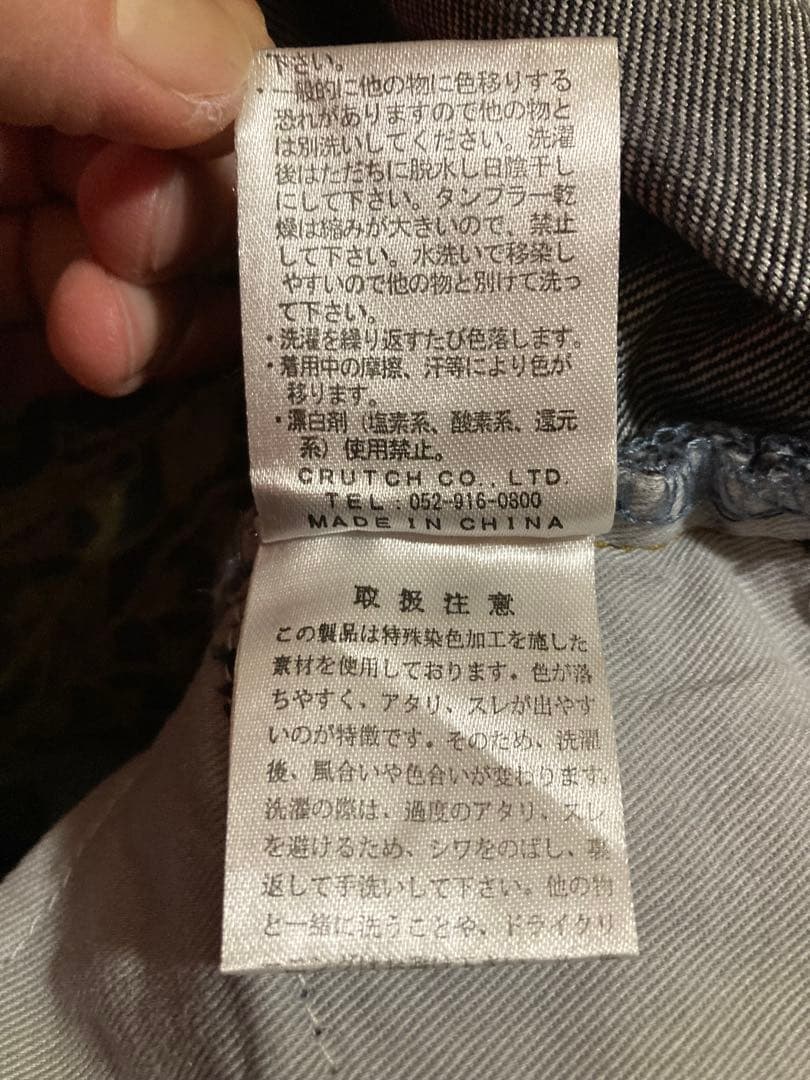 下さい。
・一般的に他の物に色移りする
恐れがありますので他の物と
は別洗いしてください。洗濯
後はただちに脱水し日陰干し
にして下さい。タンブラー乾
燥は縮みが大きいので、禁止
して下さい。水洗いで移染し
やすいので他の物と別けて洗っ
て下さい。
・洗濯を繰り返すたび色落します。
・着用中の摩擦、汗等により色が
移ります。
・漂白剤（塩素系、酸素系、還元
系）使用禁止。
CRUTCH CO.,LTD.
TEL:052-916-0800
MADE IN CHINA
取扱注意
この製品は特殊染色加工を施した
素材を使用しております。色が落
ちやすく、アタリ、スレが出やす
いのが特徴です。そのため、洗濯
後、風合いや色合いが変わります。
洗濯の際は、過度のアタリ、スレ
を避けるため、シワをのばし、裏
返して手洗いして下さい。他の物
と一緒に洗うことや、ドライクリ